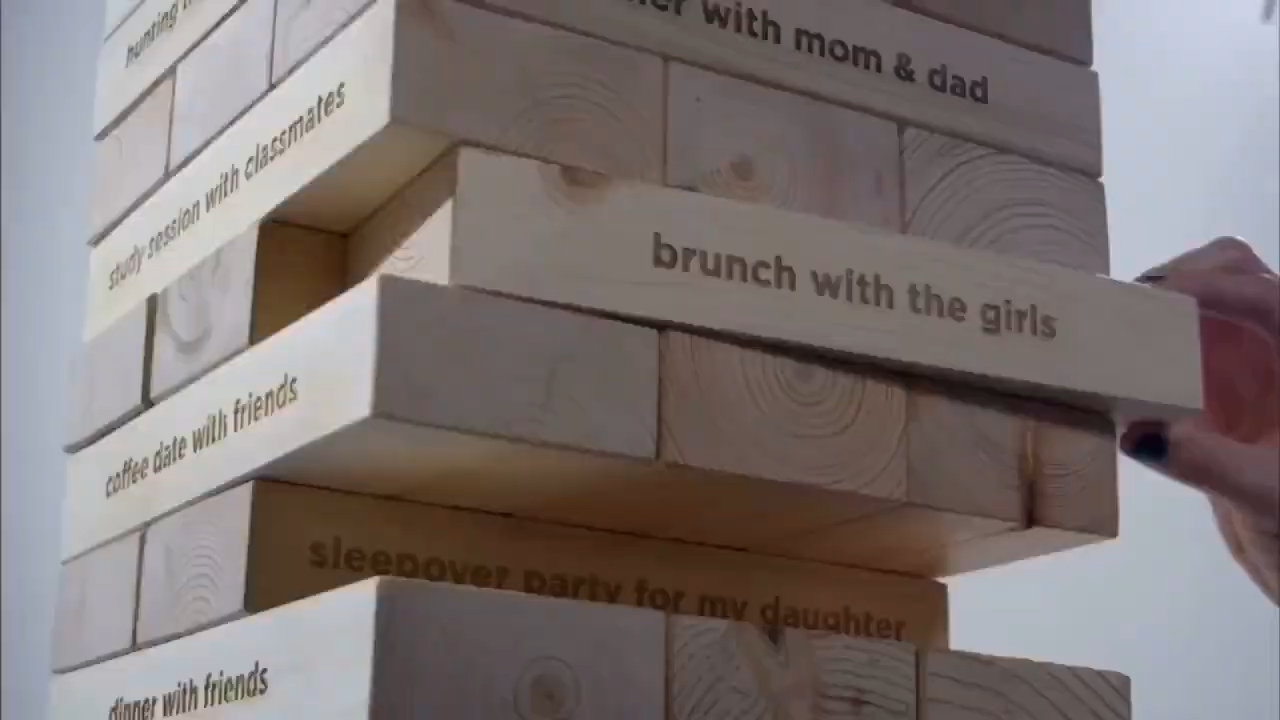 hunting
with mom & dad
study session with classmates
brunch with the girls
coffee date with friends
sleepover party for my daughter
dinner with friends